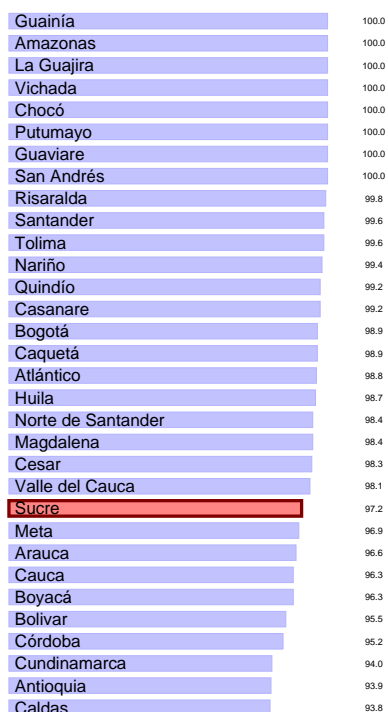 Guainía 100.0
Amazonas 100.0
La Guajira 100.0
Vichada 100.0
Chocó 100.0
Putumayo 100.0
Guaviare 100.0
San Andrés 100.0
Risaralda 99.8
Santander 99.6
Tolima 99.6
Nariño 99.4
Quindío 99.2
Casanare 99.2
Bogotá 98.9
Caquetá 98.9
Atlántico 98.8
Huila 98.7
Norte de Santander 98.4
Magdalena 98.4
Cesar 98.3
Valle del Cauca 98.1
Sucre 97.2
Meta 96.9
Arauca 96.6
Cauca 96.3
Boyacá 96.3
Bolivar 95.5
Córdoba 95.2
Cundinamarca 94.0
Antioquia 93.9
Caldas 93.8